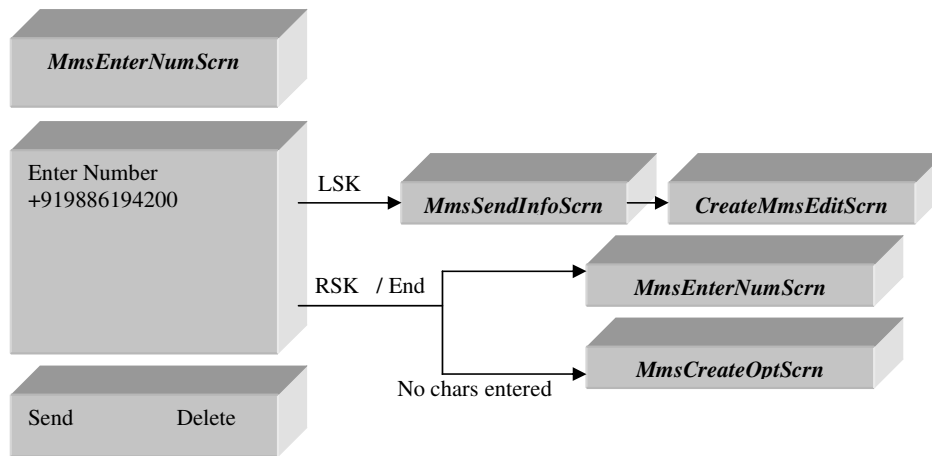 MmsEnterNumScrn
Enter Number
+919886194200
LSK
MmsSendInfoScrn
CreateMmsEditScrn
RSK / End
MmsEnterNumScrn
MmsCreateOptScrn
No chars entered
Send Delete